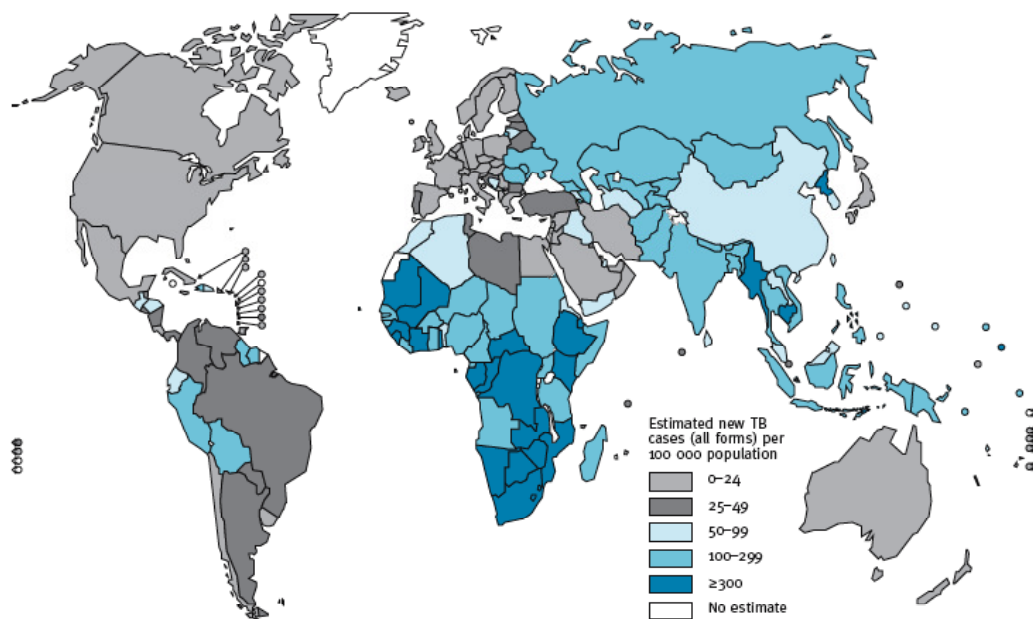 Estimated new TB
cases (all forms) per
100 000 population
0–24
25–49
50–99
100–299
≥300
No estimate